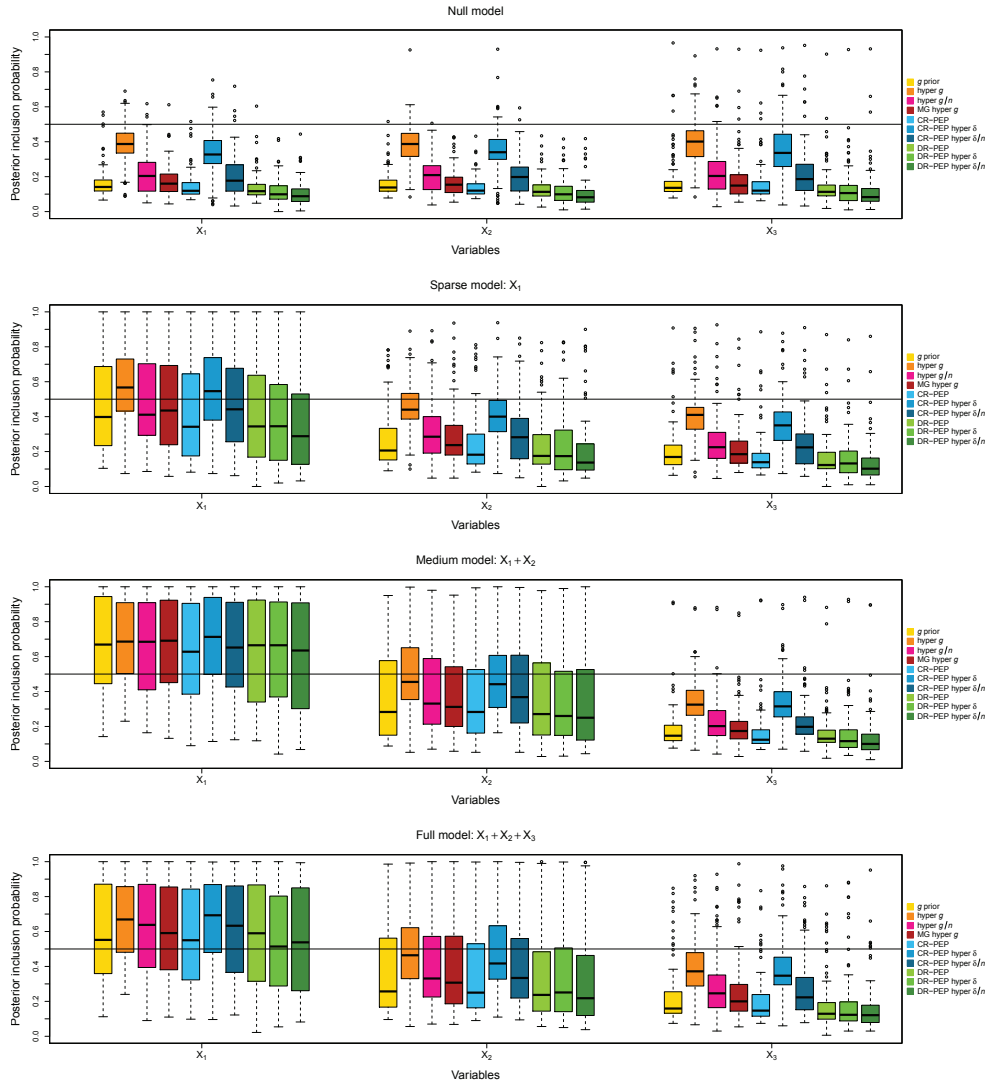 Null model
Posterior inclusion probability
0.0 0.2 0.4 0.6 0.8 1.0
X1 X2 X3
Variables
g prior
hyper g
hyper g/n
MG hyper g
CR−PEP
CR−PEP hyper δ
CR−PEP hyper δ/n
DR−PEP
DR−PEP hyper δ
DR−PEP hyper δ/n
Sparse model: X1
Posterior inclusion probability
0.0 0.2 0.4 0.6 0.8 1.0
X1 X2 X3
Variables
g prior
hyper g
hyper g/n
MG hyper g
CR−PEP
CR−PEP hyper δ
CR−PEP hyper δ/n
DR−PEP
DR−PEP hyper δ
DR−PEP hyper δ/n
Medium model: X1 + X2
Posterior inclusion probability
0.0 0.2 0.4 0.6 0.8 1.0
X1 X2 X3
Variables
g prior
hyper g
hyper g/n
MG hyper g
CR−PEP
CR−PEP hyper δ
CR−PEP hyper δ/n
DR−PEP
DR−PEP hyper δ
DR−PEP hyper δ/n
Full model: X1 + X2 + X3
Posterior inclusion probability
0.0 0.2 0.4 0.6 0.8 1.0
X1 X2 X3
Variables
g prior
hyper g
hyper g/n
MG hyper g
CR−PEP
CR−PEP hyper δ
CR−PEP hyper δ/n
DR−PEP
DR−PEP hyper δ
DR−PEP hyper δ/n